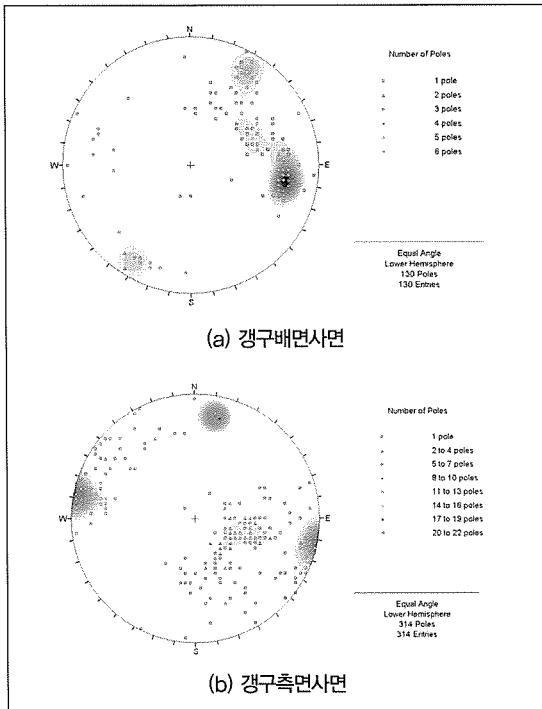 N
W
E
S
Number of Poles
1 pole
2 poles
3 poles
4 poles
5 poles
6 poles
Equal Angle
Lower Hemisphere
130 Poles
130 Entries
(a) 갱구배면사면
N
W
E
S
Number of Poles
1 pole
2 to 4 poles
5 to 7 poles
8 to 10 poles
11 to 13 poles
14 to 16 poles
17 to 19 poles
20 to 22 poles
Equal Angle
Lower Hemisphere
314 Poles
314 Entries
(b) 갱구측면사면